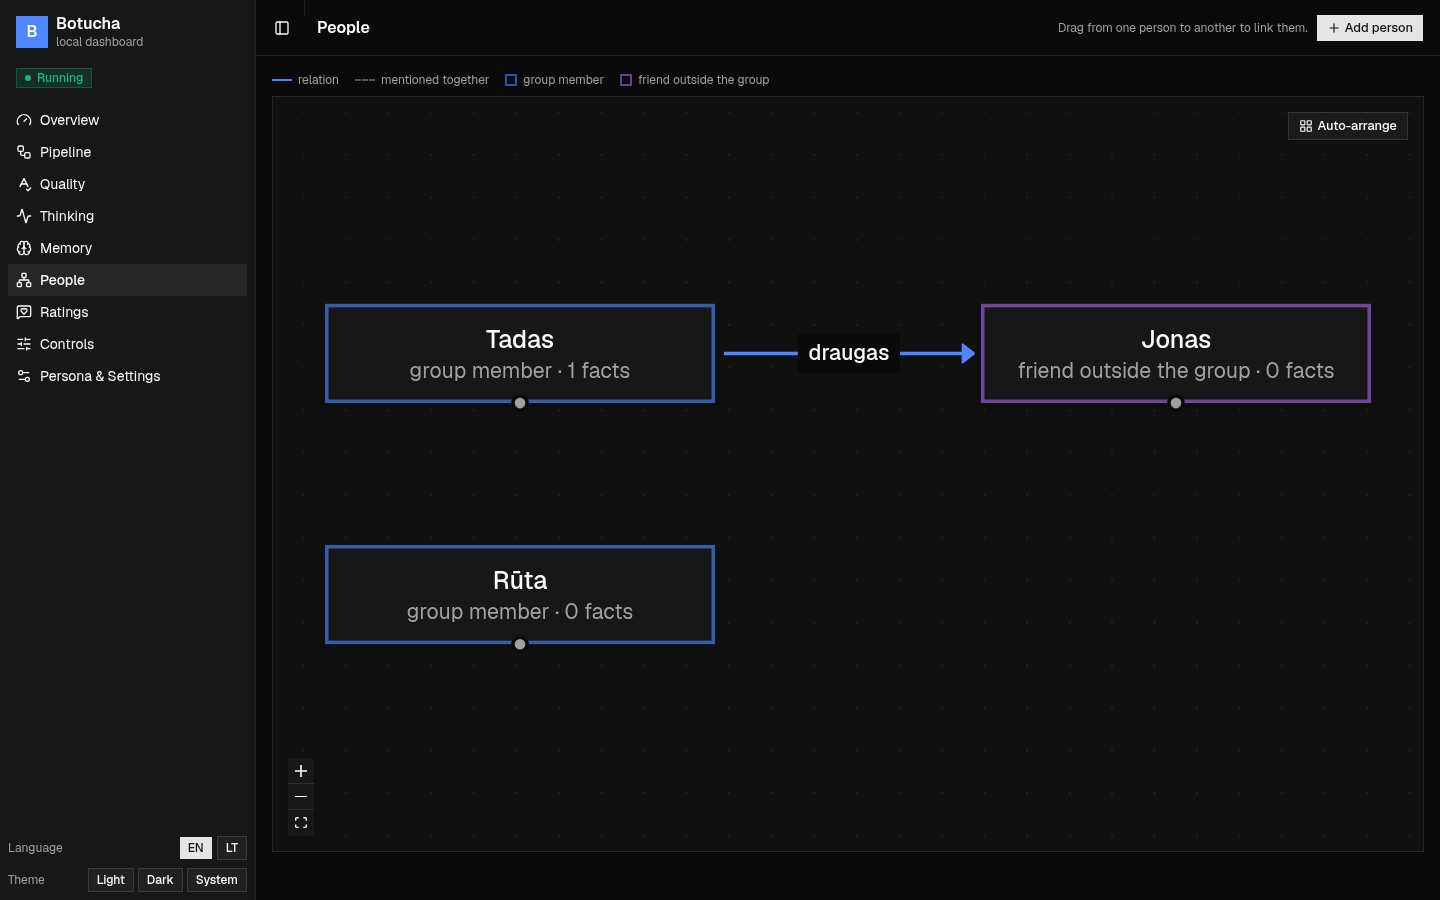 B
Botucha
local dashboard
Running
Overview
Pipeline
Quality
Thinking
Memory
People
Ratings
Controls
Persona & Settings
Language
EN
LT
Theme
Light
Dark
System
People
Drag from one person to another to link them.
Add person
relation
mentioned together
group member
friend outside the group
Auto-arrange
Tadas
group member · 1 facts
draugas
Jonas
friend outside the group · 0 facts
Rūta
group member · 0 facts